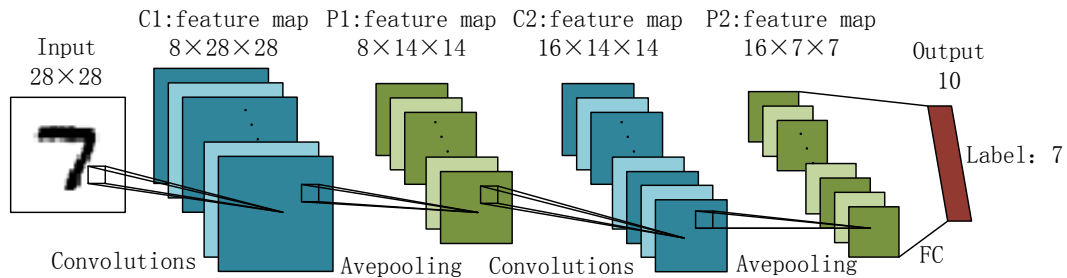 Input
28×28
C1:feature map
8×28×28
P1:feature map
8×14×14
C2:feature map
16×14×14
P2:feature map
16×7×7
Output
10
7
Label: 7
Convolutions
Avepooling
Convolutions
Avepooling
FC